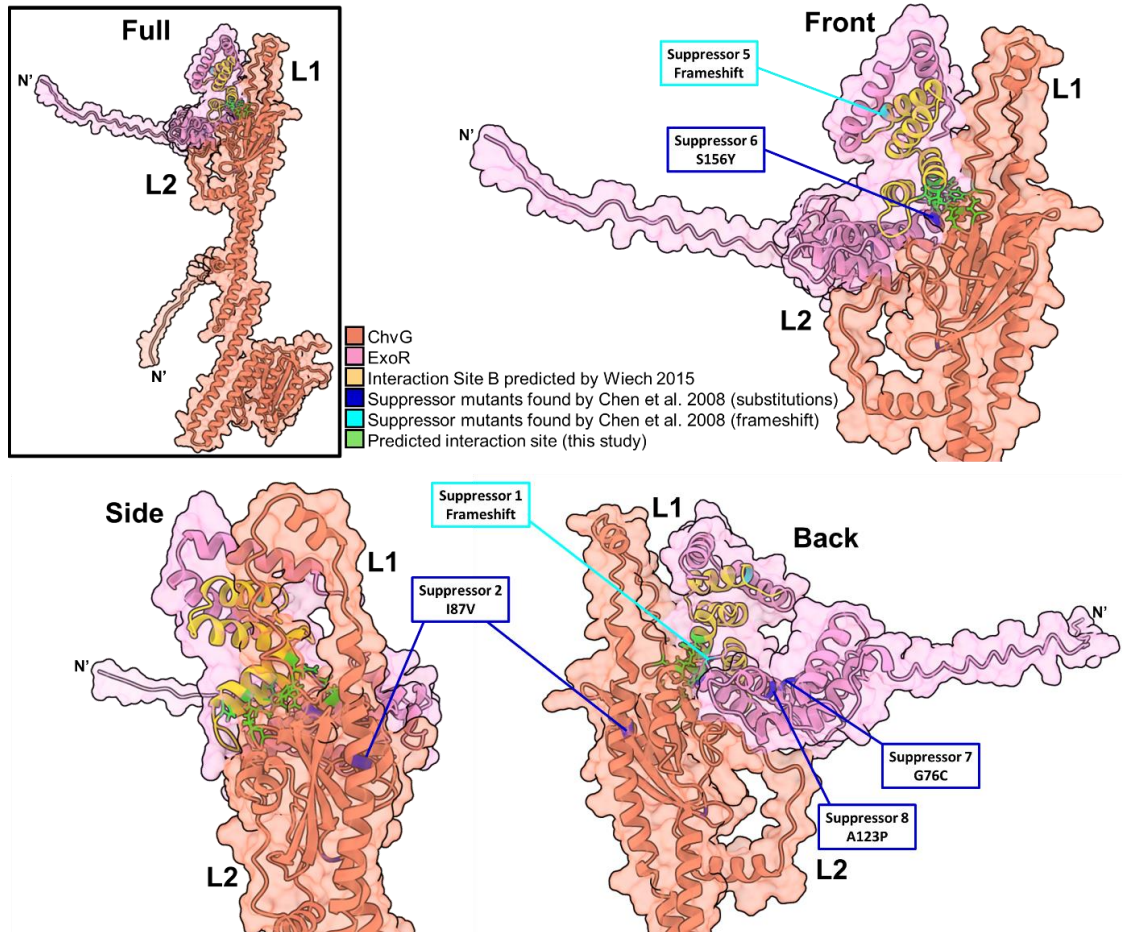 Full
L1
N'
L2
N'
Front
Suppressor 5
Frameshift
L1
N'
Suppressor 6
S156Y
L2
ChvG
ExoR
Interaction Site B predicted by Wiech 2015
Suppressor mutants found by Chen et al. 2008 (substitutions)
Suppressor mutants found by Chen et al. 2008 (frameshift)
Predicted interaction site (this study)
Side
L1
N'
L2
Suppressor 2
I87V
Suppressor 1
Frameshift
L1
Back
N'
Suppressor 7
G76C
Suppressor 8
A123P
L2